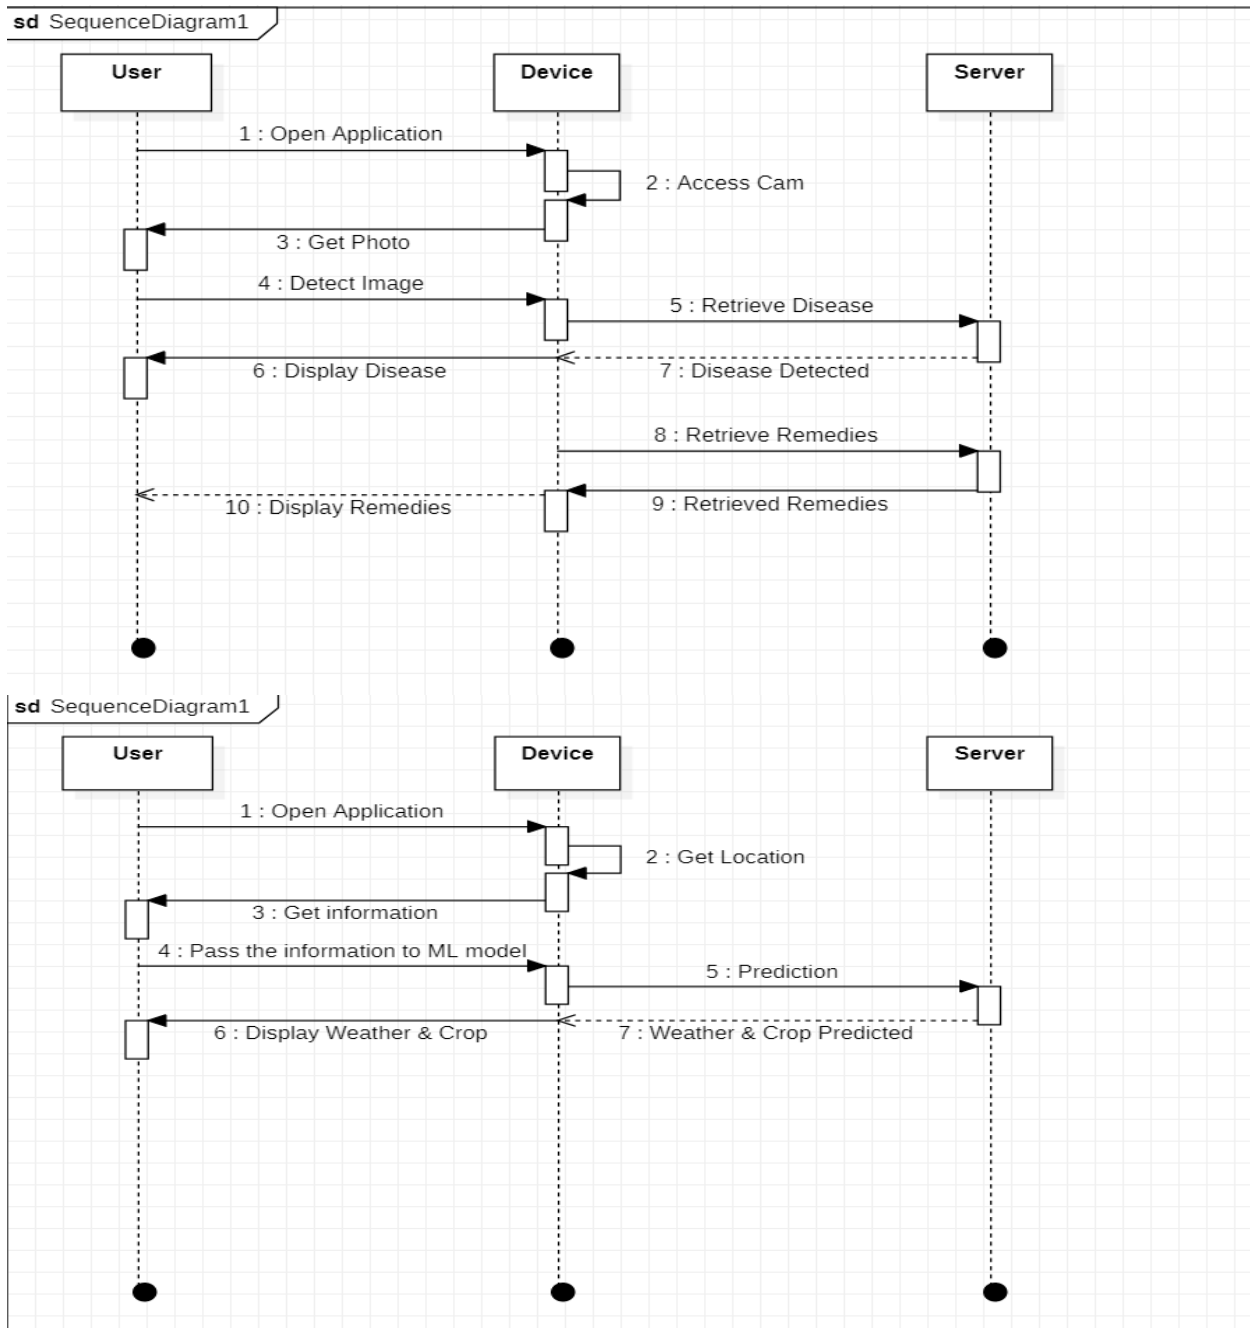 sd SequenceDiagram1
User
Device
Server
1 : Open Application
2 : Access Cam
3 : Get Photo
4 : Detect Image
5 : Retrieve Disease
6 : Display Disease
7 : Disease Detected
8 : Retrieve Remedies
9 : Retrieved Remedies
10 : Display Remedies
sd SequenceDiagram1
User
Device
Server
1 : Open Application
2 : Get Location
3 : Get information
4 : Pass the information to ML model
5 : Prediction
6 : Display Weather & Crop
7 : Weather & Crop Predicted